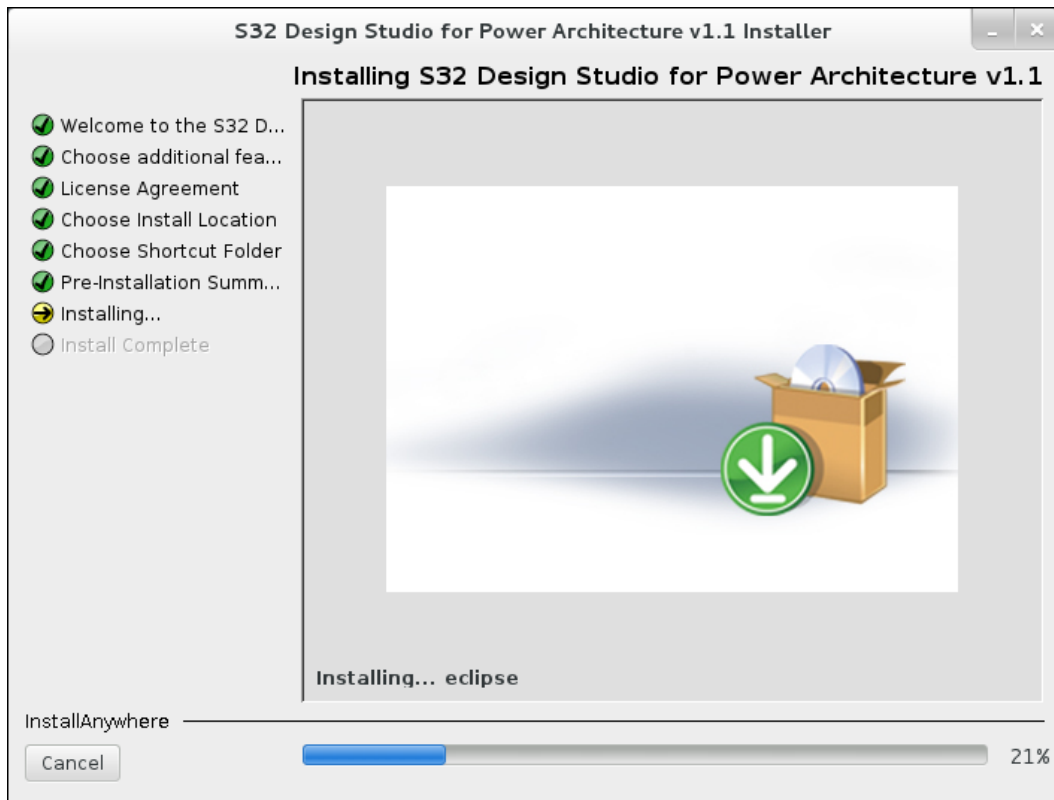 S32 Design Studio for Power Architecture v1.1 Installer
Installing S32 Design Studio for Power Architecture v1.1
Welcome to the S32 D...
Choose additional fea...
License Agreement
Choose Install Location
Choose Shortcut Folder
Pre-Installation Summ...
Installing...
Install Complete
Installing... eclipse
InstallAnywhere
Cancel
21%